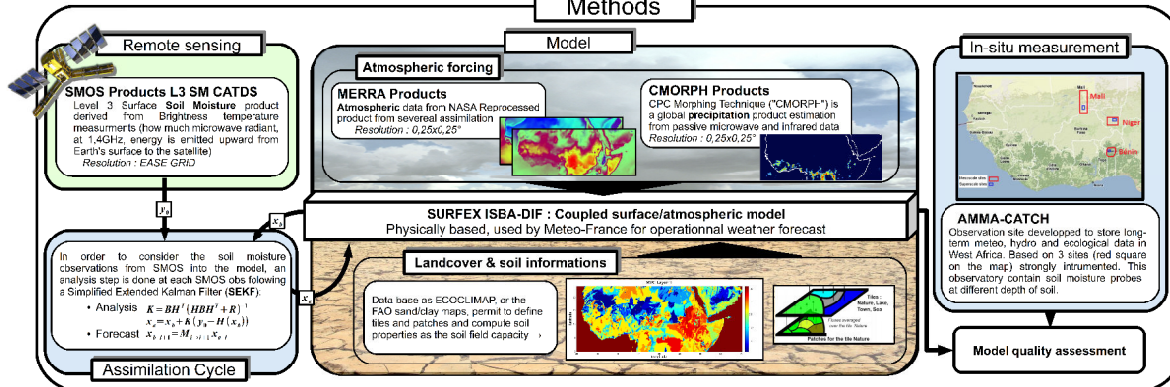 Methods
Remote sensing
SMOS Products L3 SM CATDS
Level 3 Surface Soil Moisture product
derived from Brightness temperature
measurments (how much microwave radiant,
at 1,4GHz, energy is emitted upward from
Earth's surface to the satellite)
Resolution : EASE GRID
y₀
x_b
In order to consider the soil moisture
observations from SMOS into the model, an
analysis step is done at each SMOS obs folowing
a Simplified Extended Kalman Filter (SEKF):
• Analysis
• Forecast
Assimilation Cycle
Model
Atmospheric forcing
MERRA Products
Atmospheric data from NASA Reprocessed
product from severeal assimilation
Resolution : 0,25x0,25°
CMORPH Products
CPC Morphing Technique ("CMORPH") is
a global precipitation product estimation
from passive microwave and infrared data
Resolution : 0,25x0,25°
SURFEX ISBA-DIF : Coupled surface/atmospheric model
Physically based, used by Meteo-France for operationnal weather forecast
Landcover & soil informations
Data base as ECOCLIMAP, or the
FAO sand/clay maps, permit to define
tiles and patches and compute soil
properties as the soil field capacity
Tiles :
Nature, Lake,
Town, Sea
Fluxes averaged
over the tile Nature
Patches for the tile Nature
In-situ measurement
Mali
Niger
Bénin
AMMA-CATCH
Observation site developped to store long-
term meteo, hydro and ecological data in
West Africa. Based on 3 sites (red square
on the map) strongly intrumented. This
observatory contain soil moisture probes
at different depth of soil.
Model quality assessment